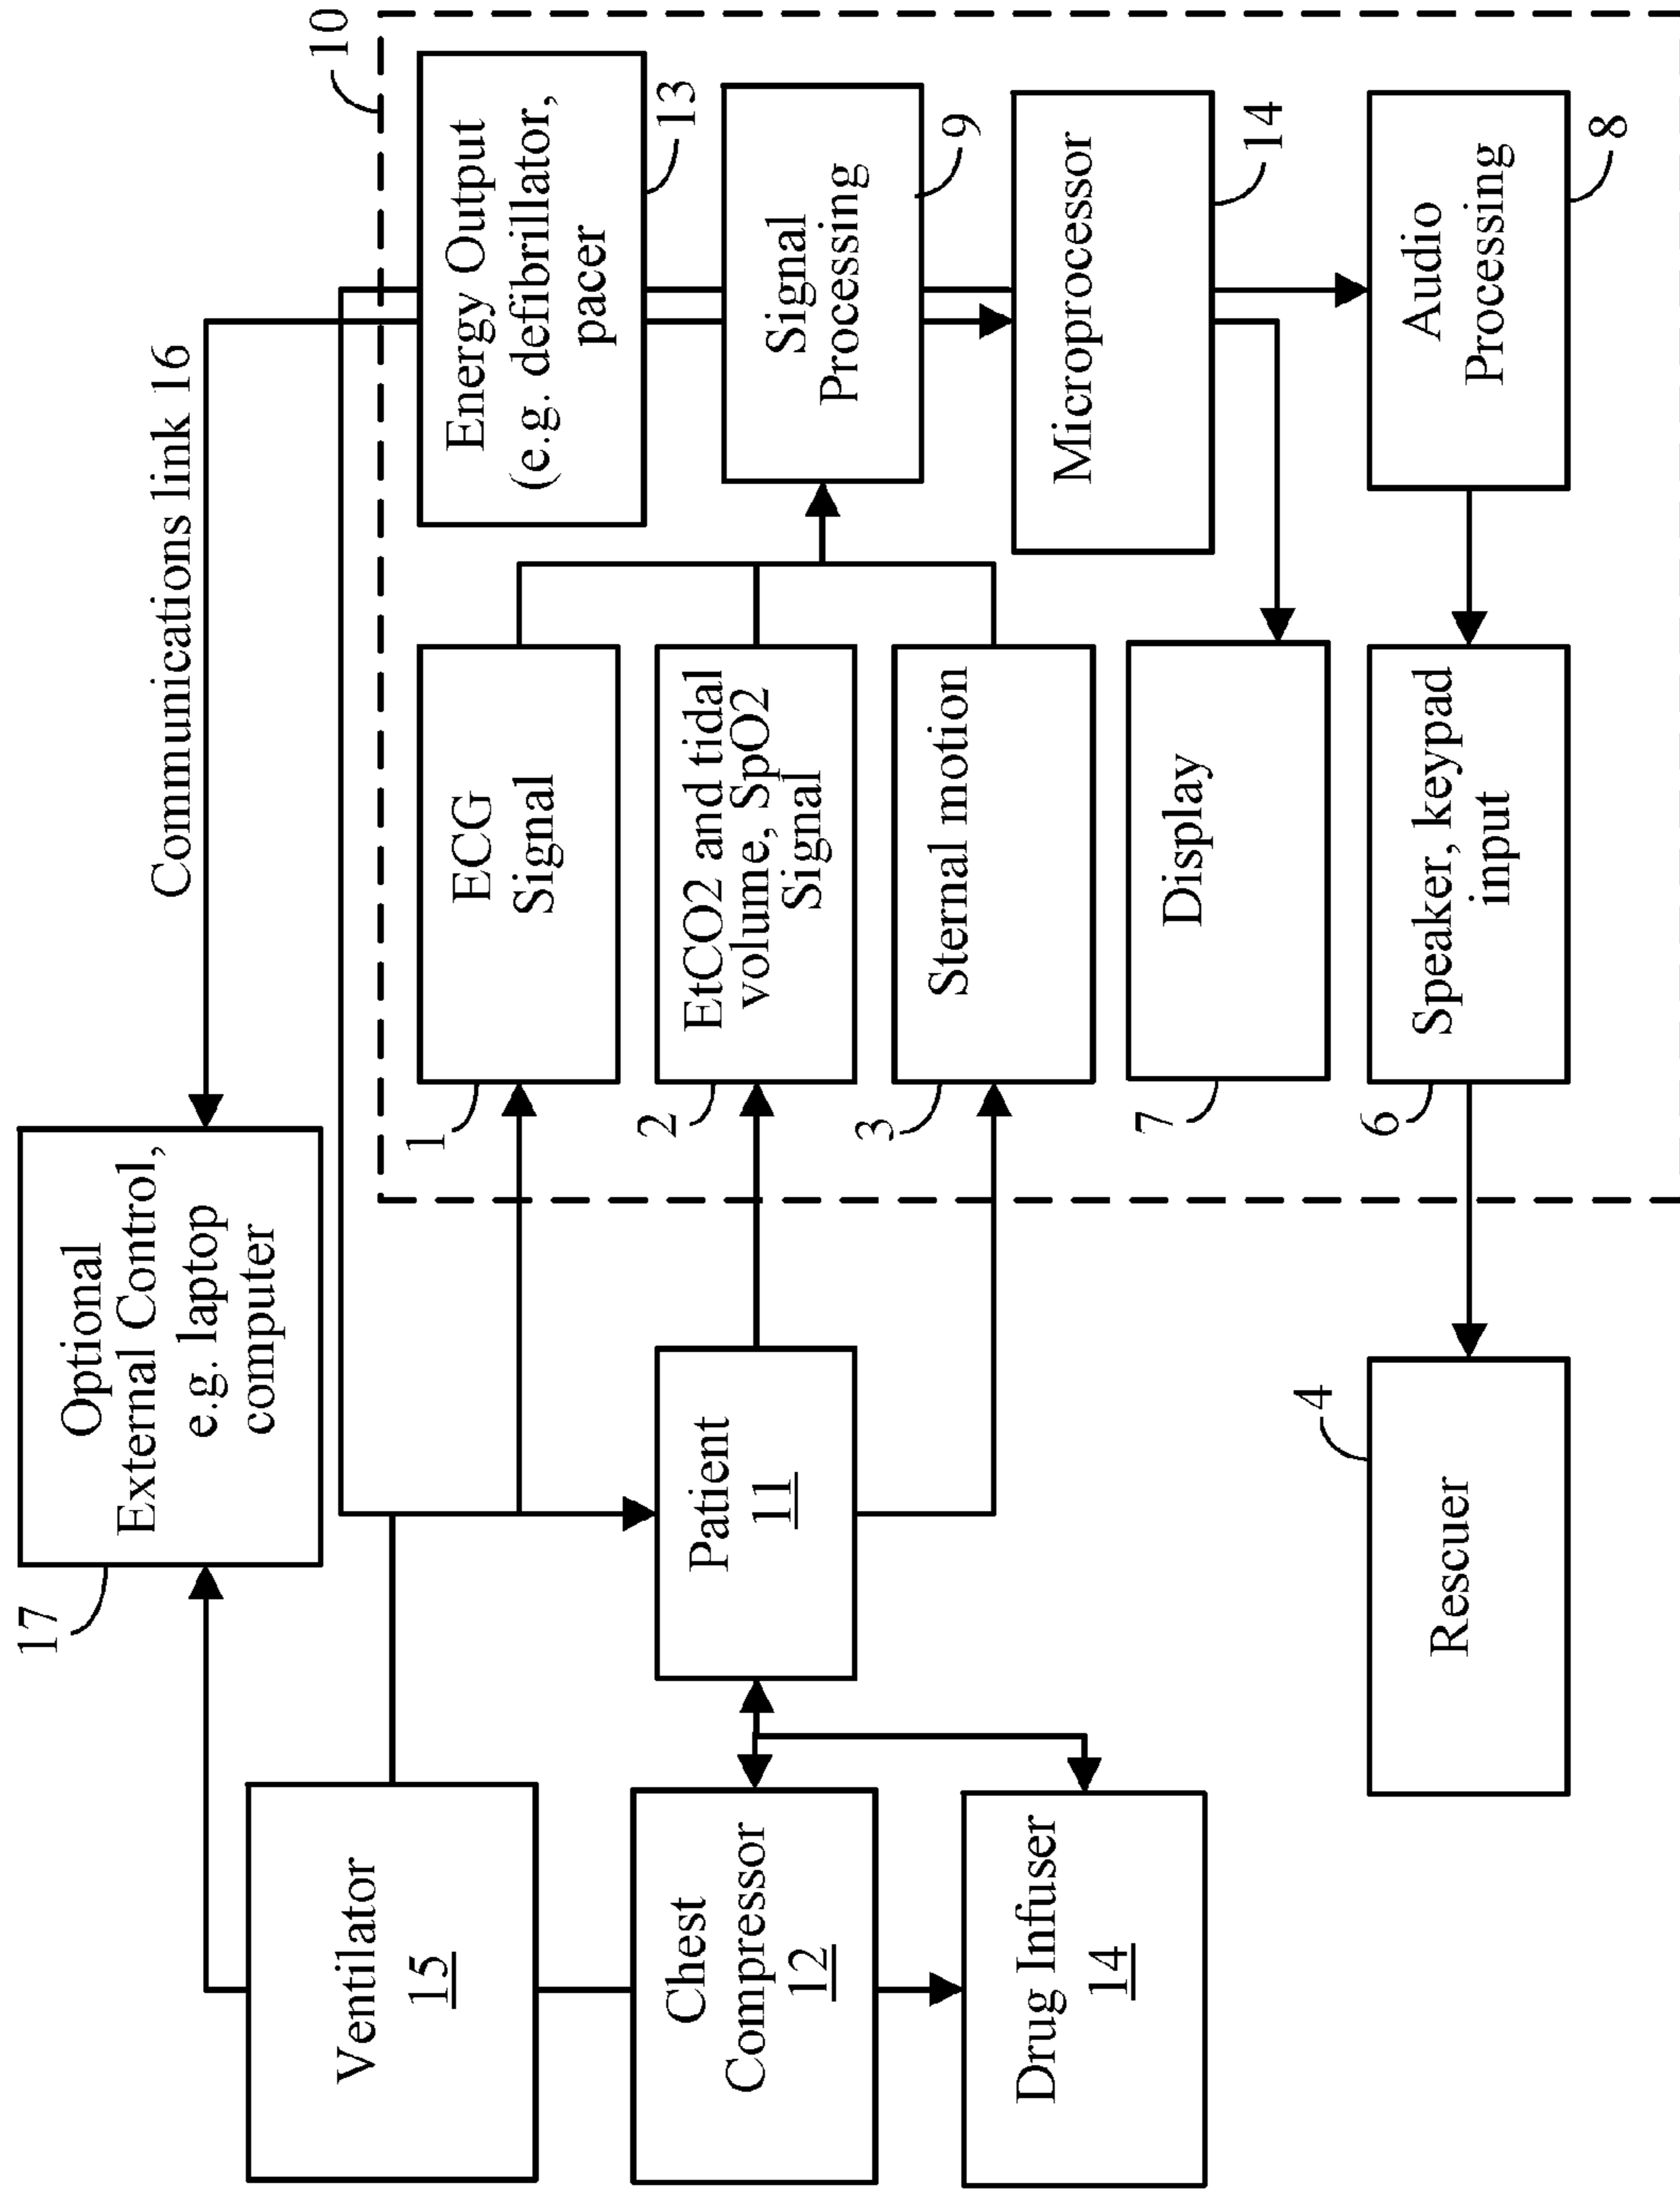 Ventilator
15
Chest
Compressor
12
Drug Infuser
14
17
Optional
External Control,
e.g. laptop
computer
Patient
11
4
Rescuer
Communications link 16
10
1
ECG
Signal
2
EtCO2 and tidal
volume, SpO2
Signal
3
Sternal motion
7
Display
6
Speaker, keypad
input
Energy Output
(e.g. defibrillator,
pacer
13
Signal
Processing
9
Microprocessor
14
Audio
Processing
8